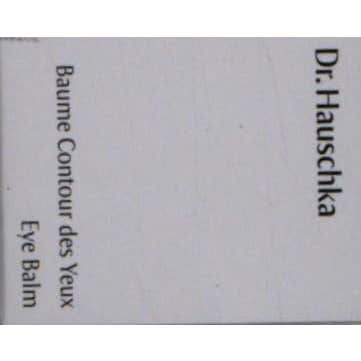 Dr. Hauschka
Baume Contour des Yeux
Eye Balm